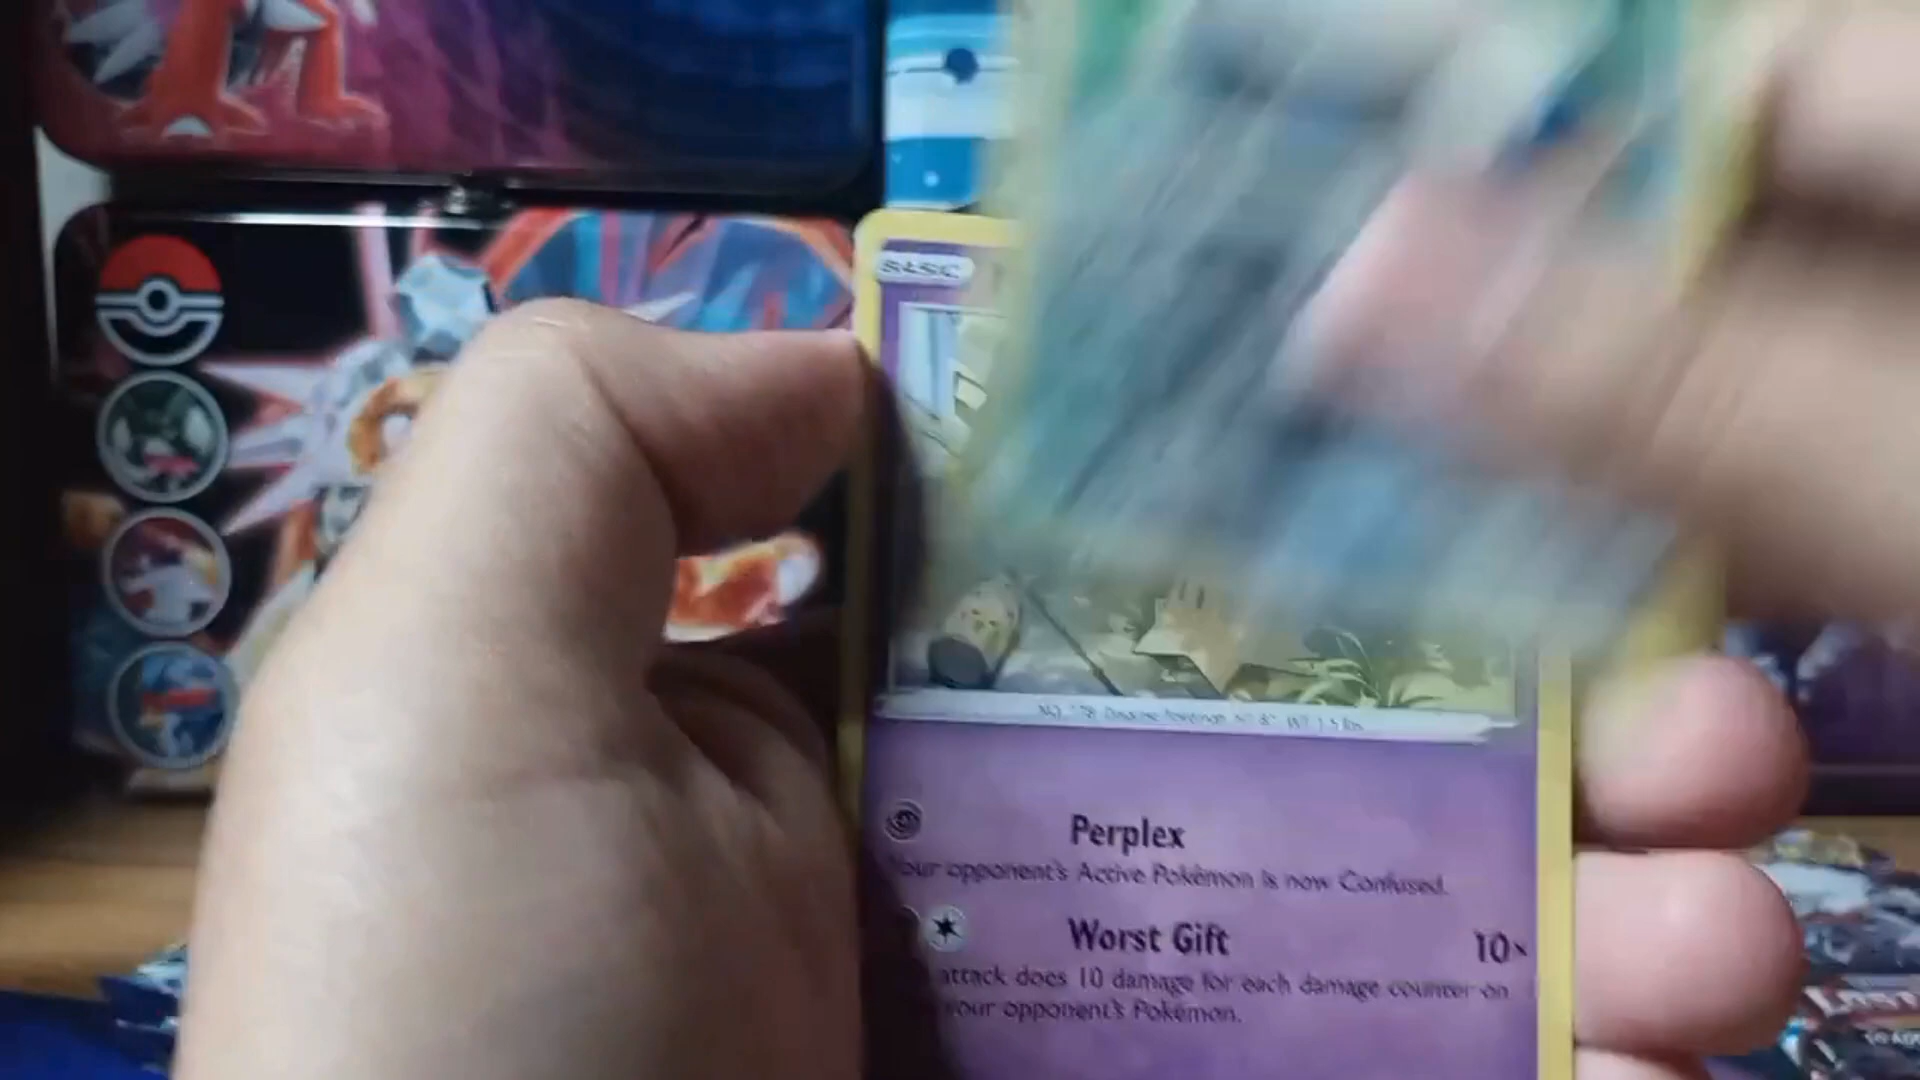 BASIC
Perplex
Your opponent's Active Pokémon is now Confused.
Worst Gift 10×
attack does 10 damage for each damage counter on
your opponent's Pokémon.
LOST